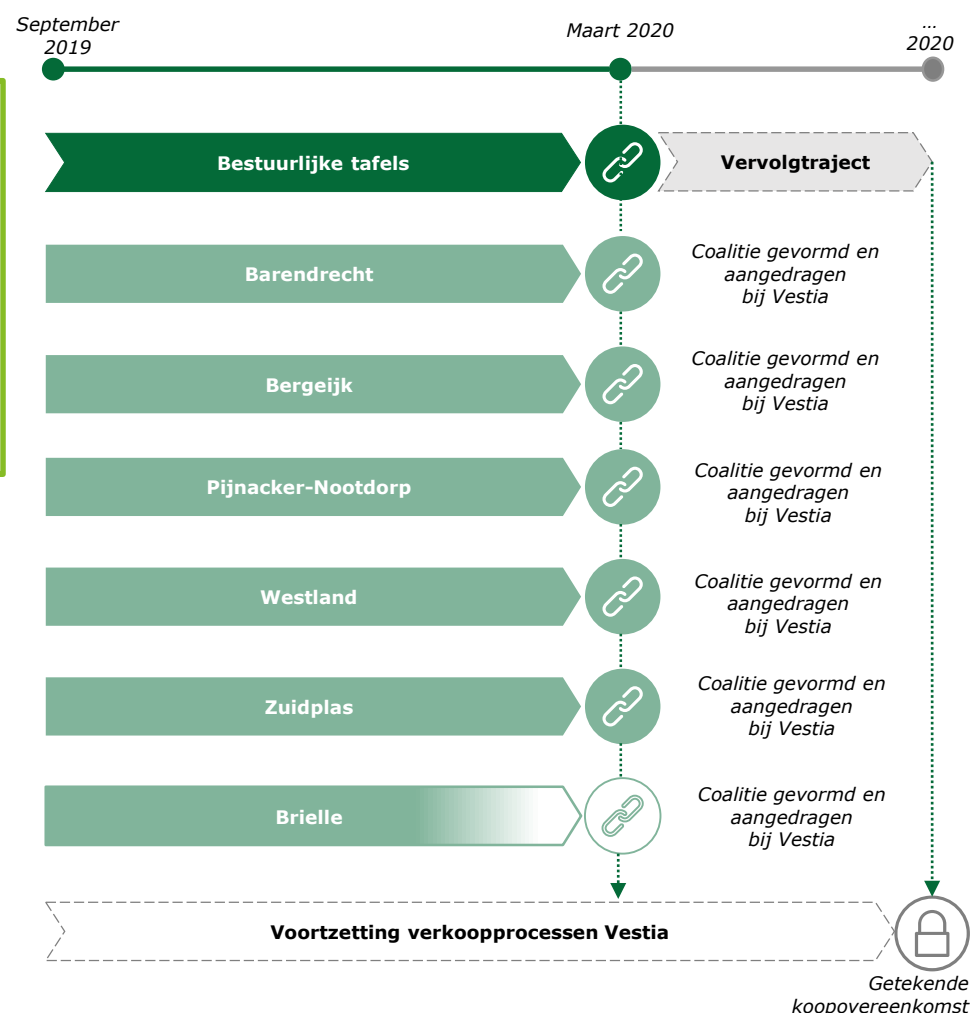 September
2019
Maart 2020
...
2020
Bestuurlijke tafels
Vervolgtraject
Barendrecht
Coalitie gevormd en
aangedragen
bij Vestia
Bergeijk
Coalitie gevormd en
aangedragen
bij Vestia
Pijnacker-Nootdorp
Coalitie gevormd en
aangedragen
bij Vestia
Westland
Coalitie gevormd en
aangedragen
bij Vestia
Zuidplas
Coalitie gevormd en
aangedragen
bij Vestia
Brielle
Coalitie gevormd en
aangedragen
bij Vestia
Voortzetting verkoopprocessen Vestia
Getekende
koopovereenkomst